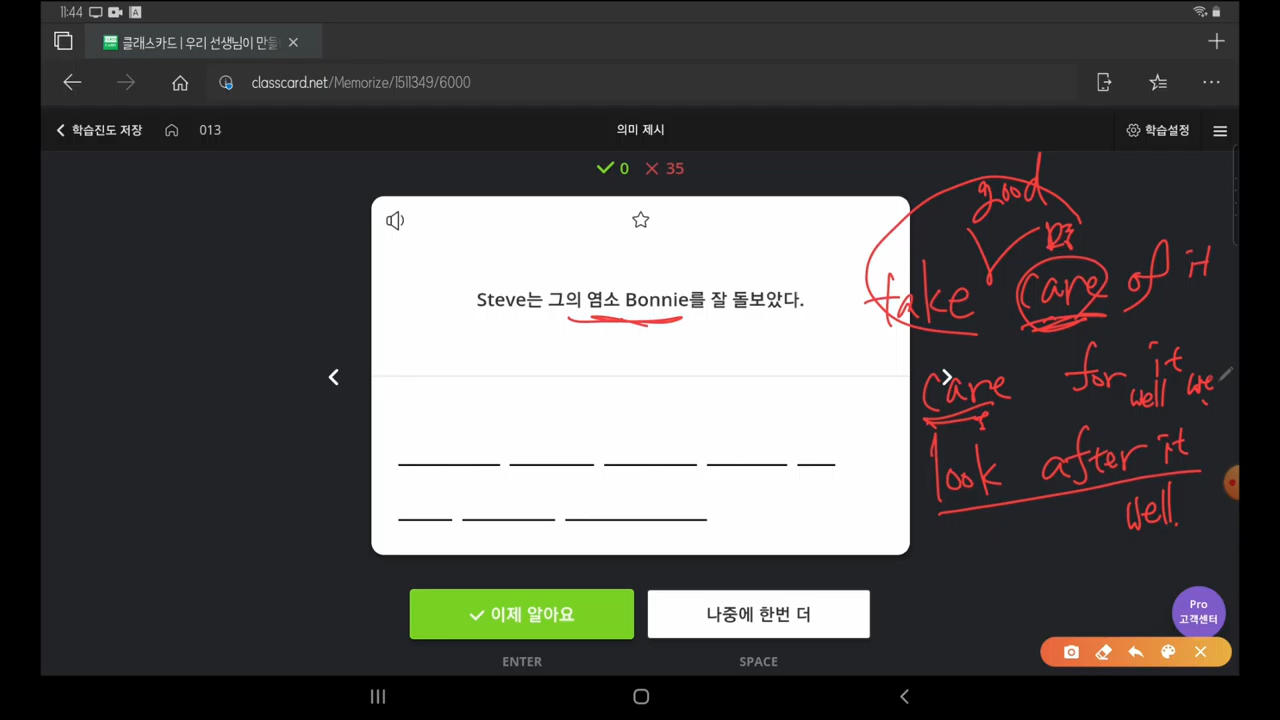 11:44
클래스카드 | 우리 선생님이 만들
classcard.net/Memorize/1511349/6000
학습진도 저장 013 의미 제시 학습설정
0 35
Steve는 그의 염소 Bonnie를 잘 돌보았다.
good
take care of it
care for it
well we
look after it
well.
이제 알아요 나중에 한번 더
ENTER SPACE
Pro
고객센터